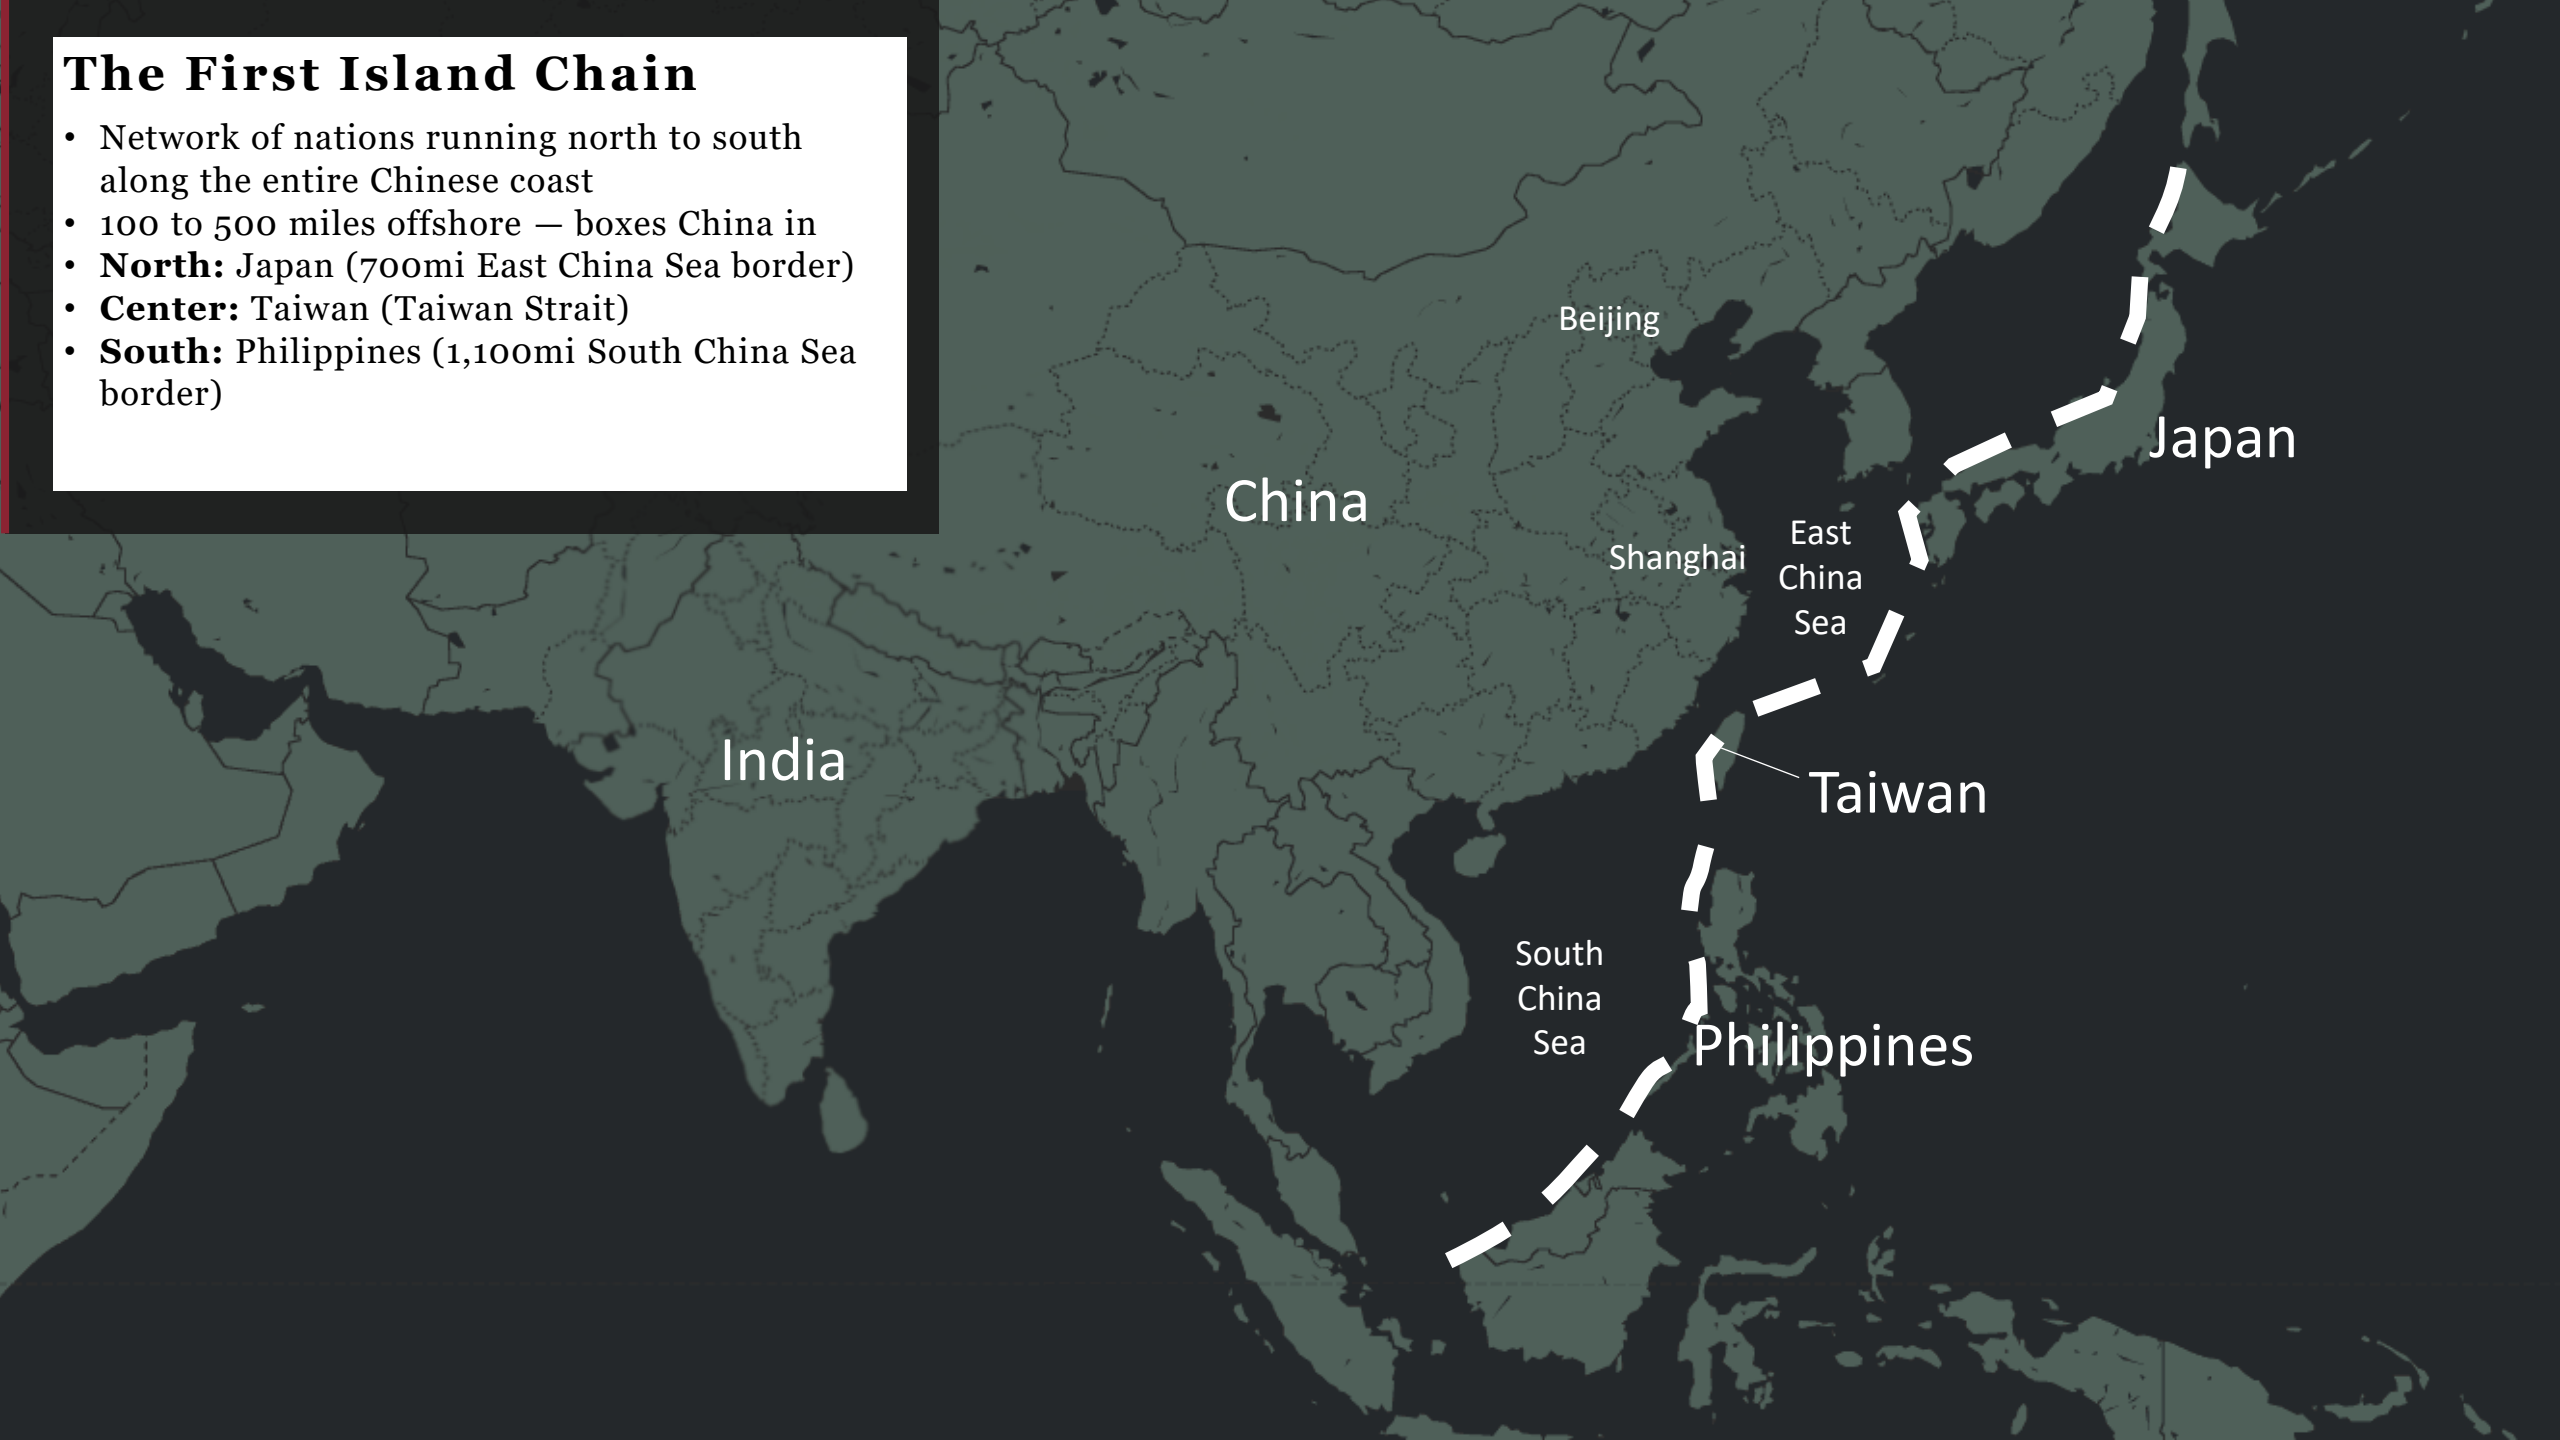 The First Island Chain
• Network of nations running north to south
along the entire Chinese coast
• 100 to 500 miles offshore — boxes China in
• North: Japan (700mi East China Sea border)
• Center: Taiwan (Taiwan Strait)
• South: Philippines (1,100mi South China Sea
border)
Beijing
Japan
China
Shanghai
East
China
Sea
India
Taiwan
South
China
Sea
Philippines